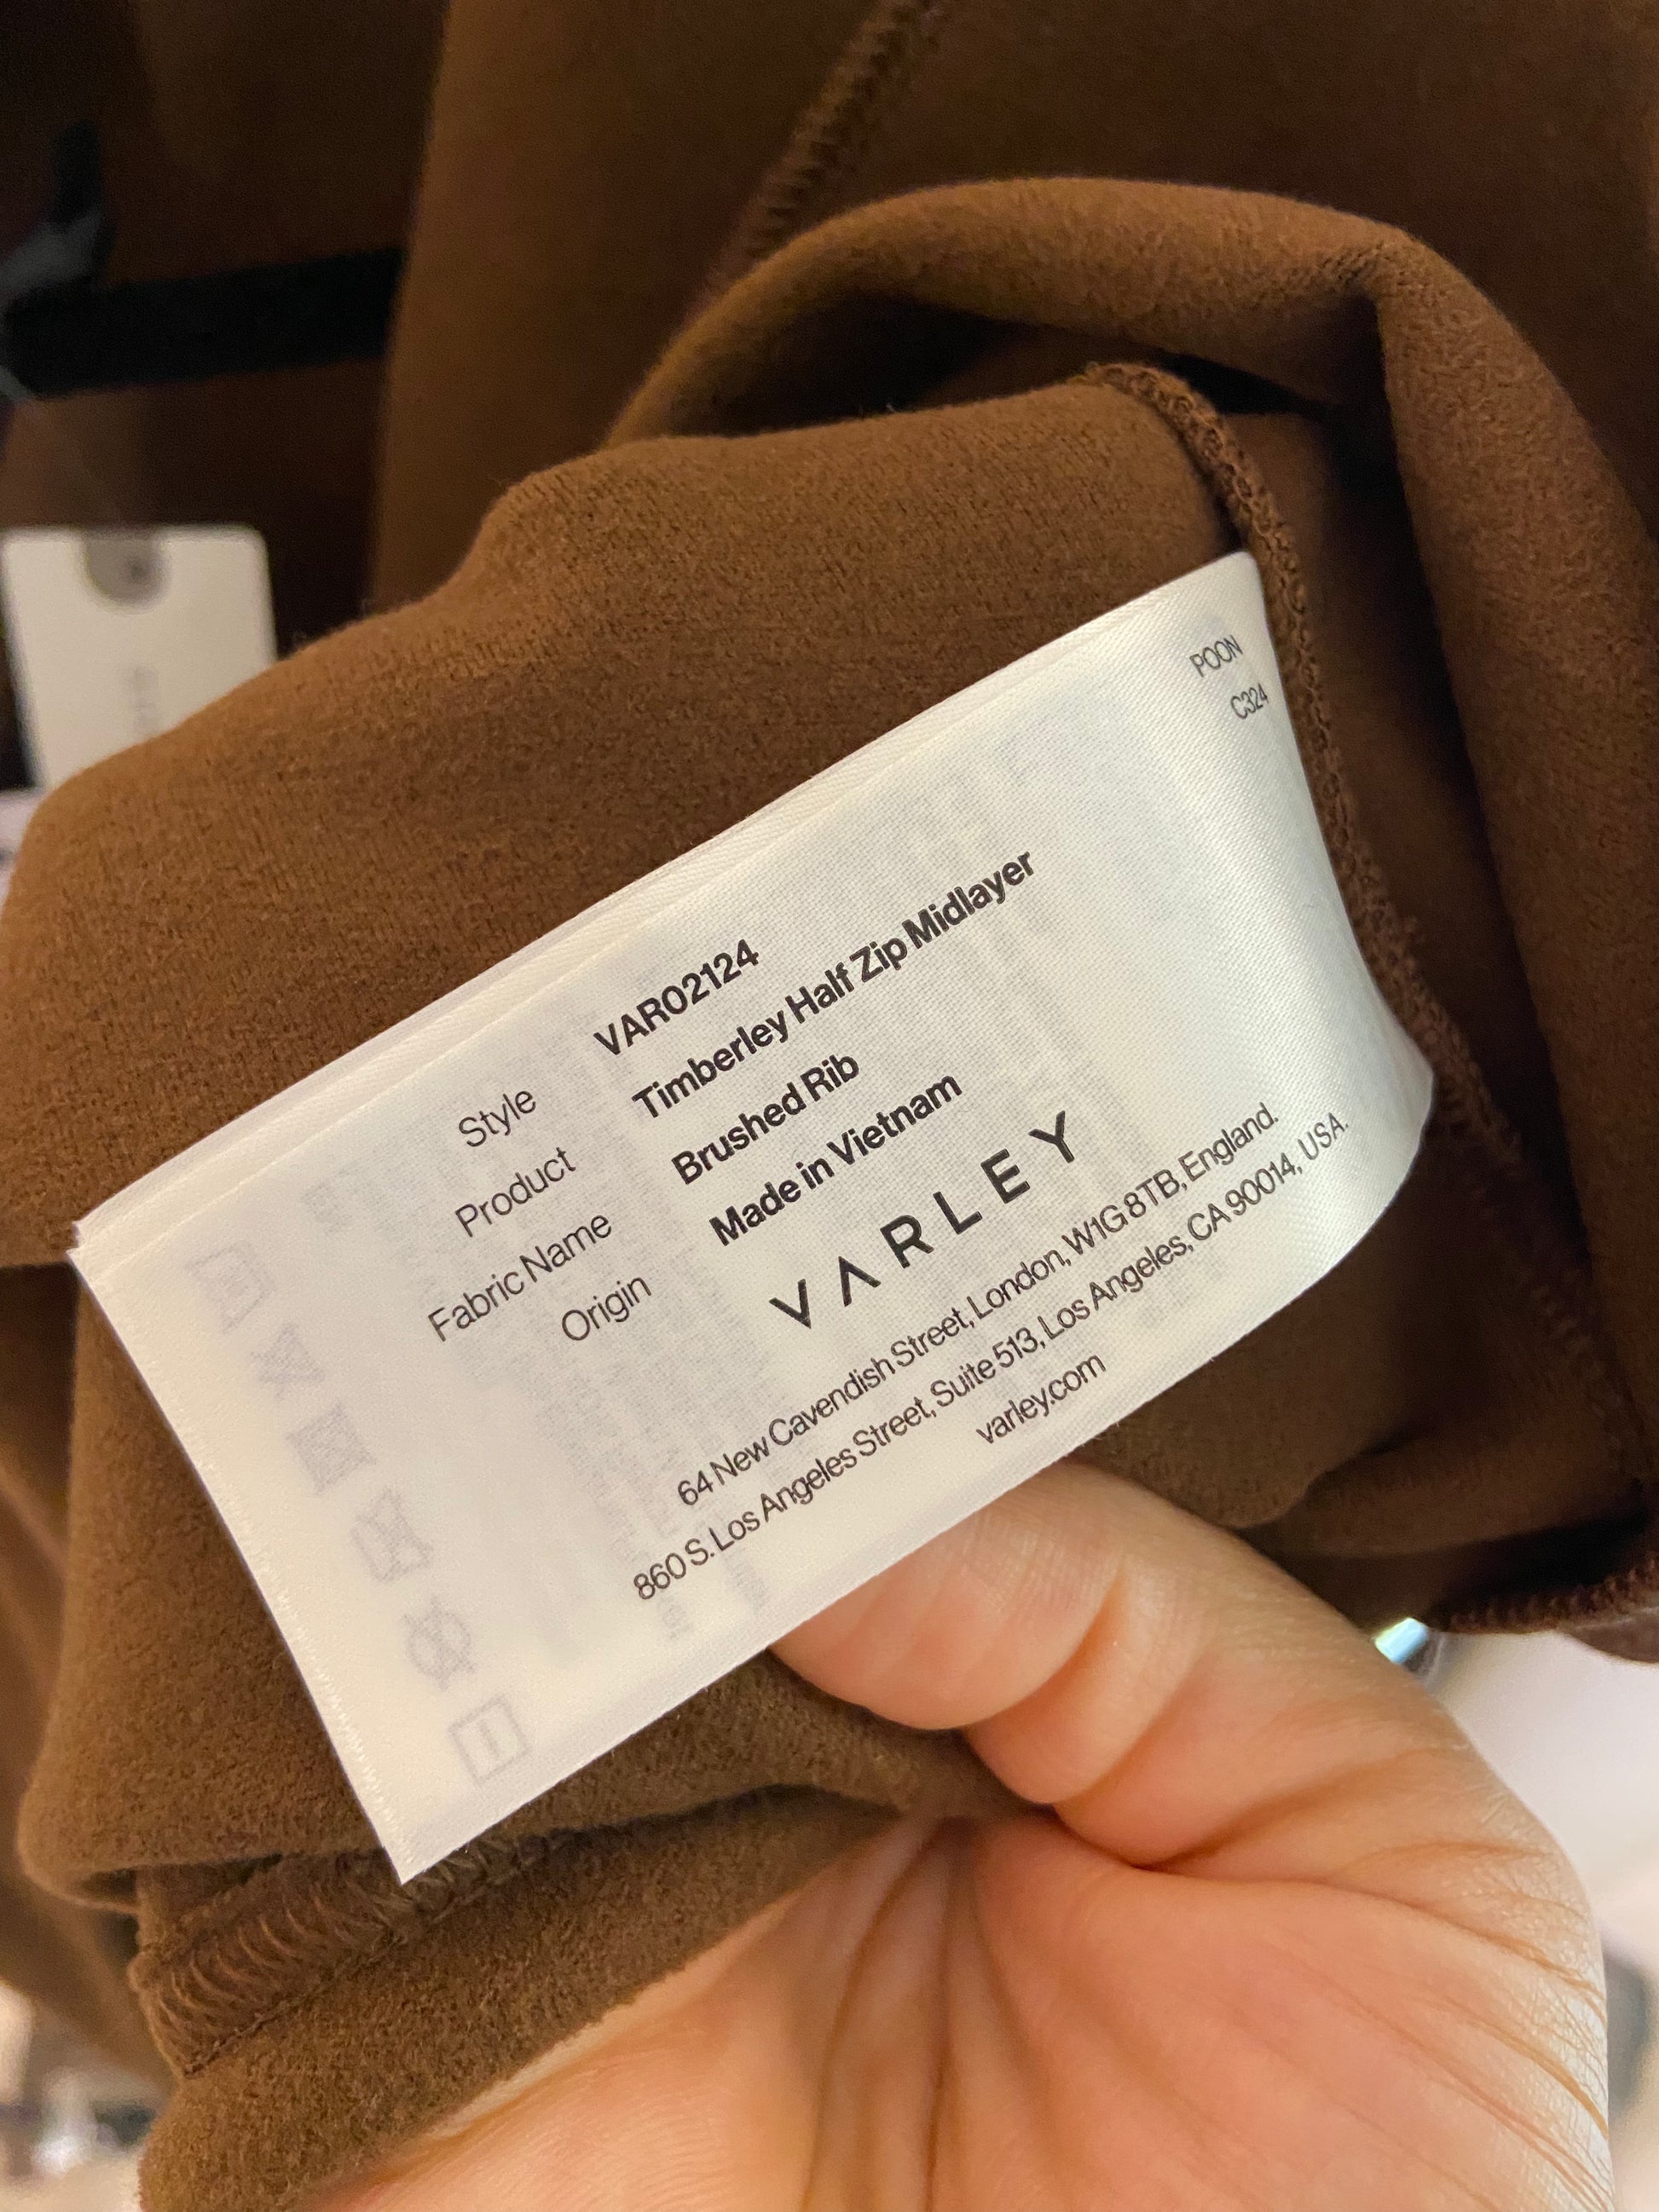 POON
C324
Style VAR02124
Product Timberley Half Zip Midlayer
Fabric Name Brushed Rib
Origin Made in Vietnam
VARLEY
64 New Cavendish Street, London, W1G 8TB, England.
860 S. Los Angeles Street, Suite 513, Los Angeles, CA 90014, USA.
varley.com